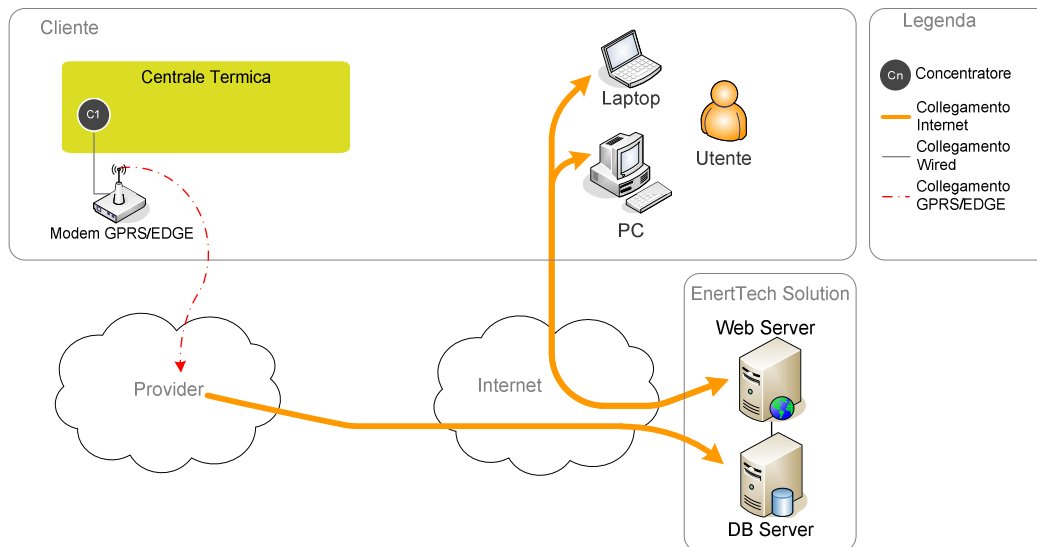 Cliente
Centrale Termica
C1
Modem GPRS/EDGE
Laptop
Utente
PC
Legenda
Cn
Concentratore
Collegamento
Internet
Collegamento
Wired
Collegamento
GPRS/EDGE
Provider
Internet
EnertTech Solution
Web Server
DB Server